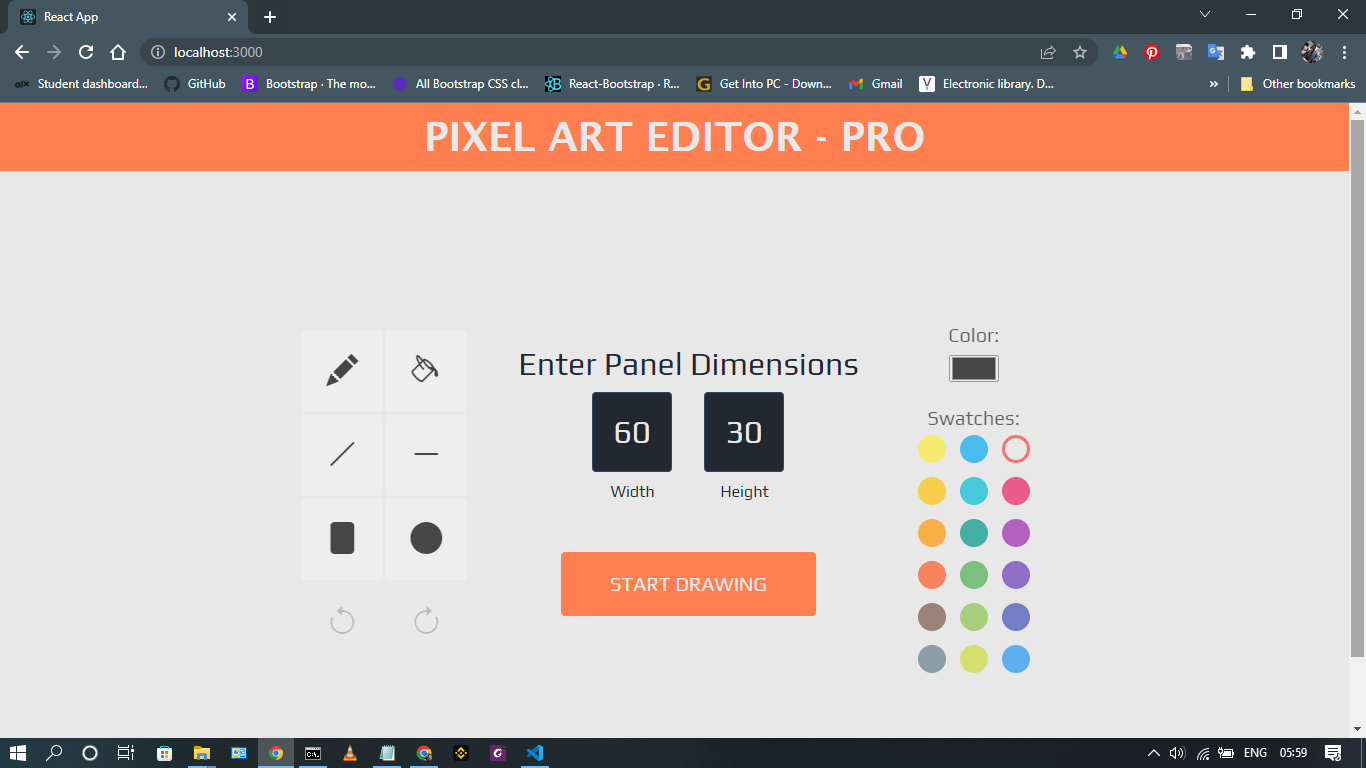 React App
localhost:3000
Student dashboard...
GitHub
Bootstrap · The mo...
All Bootstrap CSS cl...
React-Bootstrap · R...
Get Into PC - Down...
Gmail
Electronic library. D...
»
Other bookmarks
PIXEL ART EDITOR - PRO
Color:
Enter Panel Dimensions
60 30
Width Height
START DRAWING
Swatches:
ENG 05:59